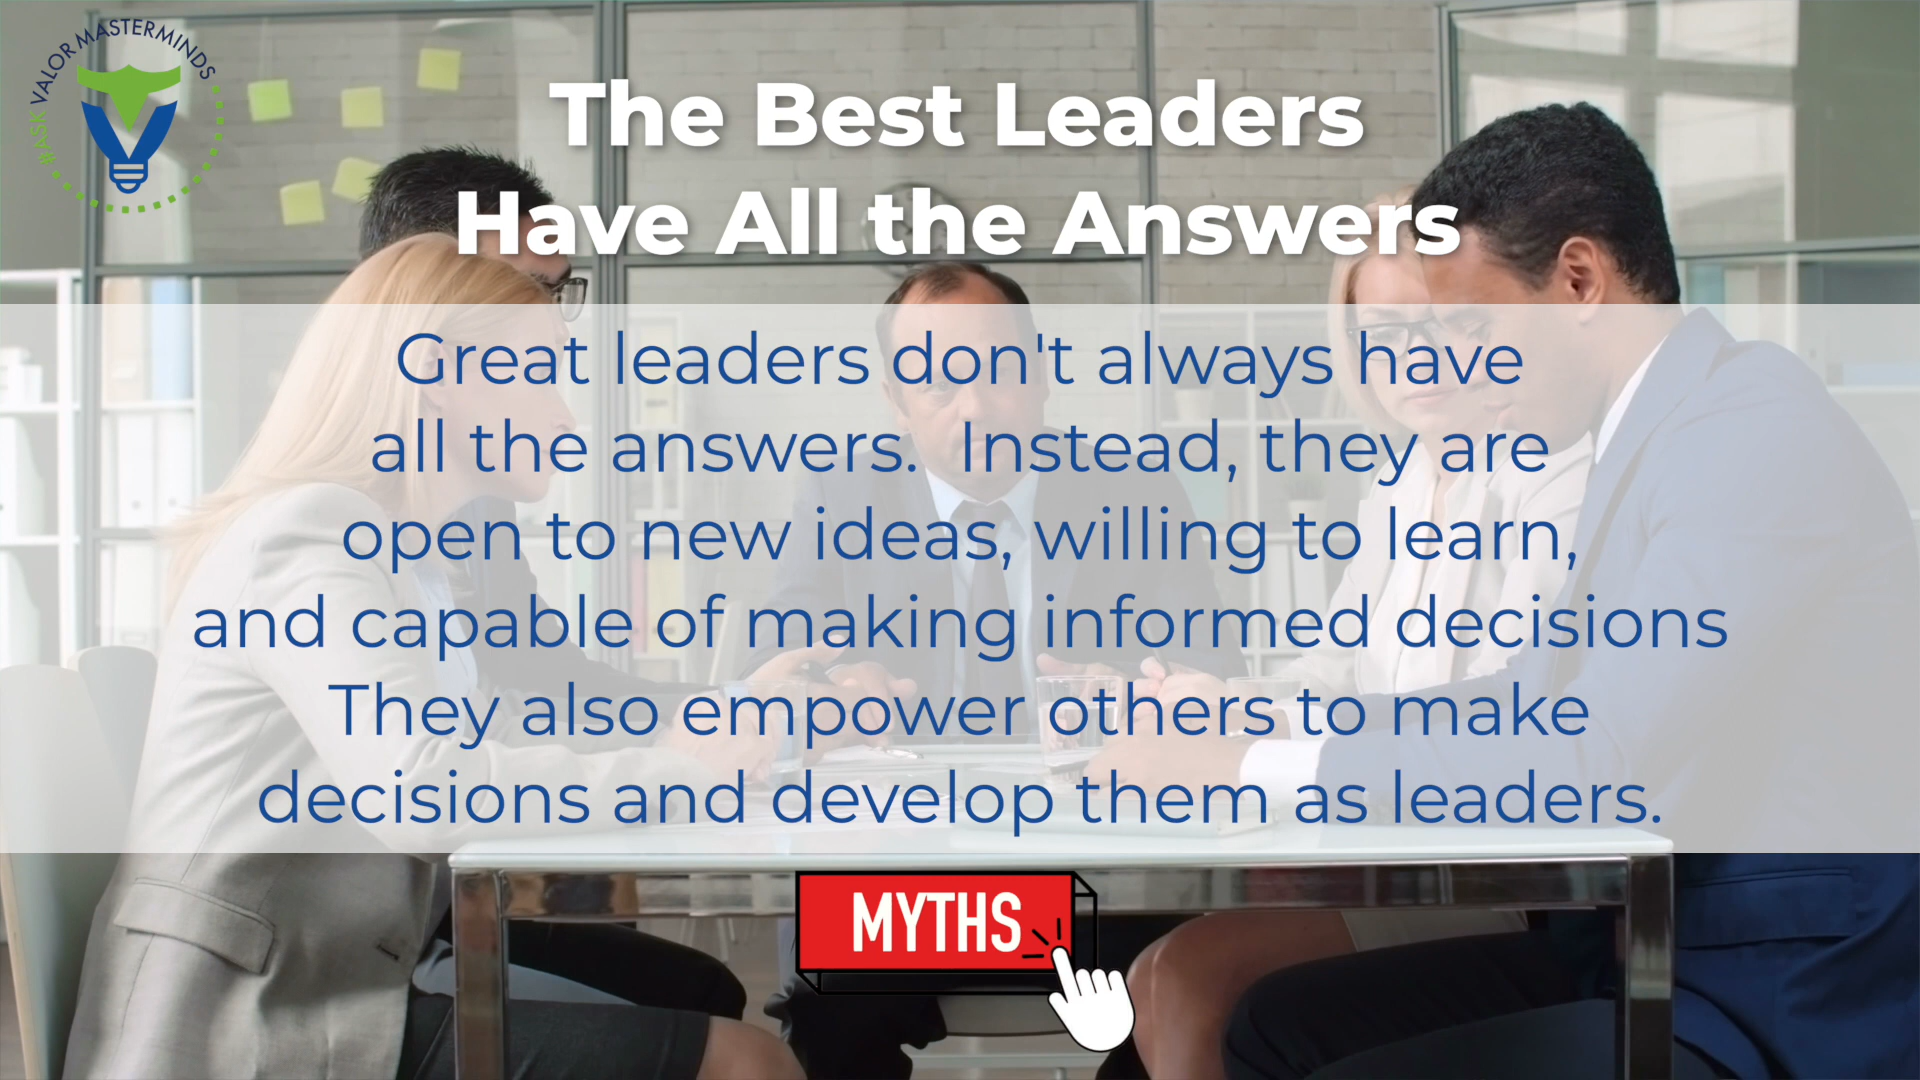 #ASK VALOR MASTERMINDS
The Best Leaders
Have All the Answers
Great leaders don't always have
all the answers.  Instead, they are
open to new ideas, willing to learn,
and capable of making informed decisions
They also empower others to make
decisions and develop them as leaders.
MYTHS